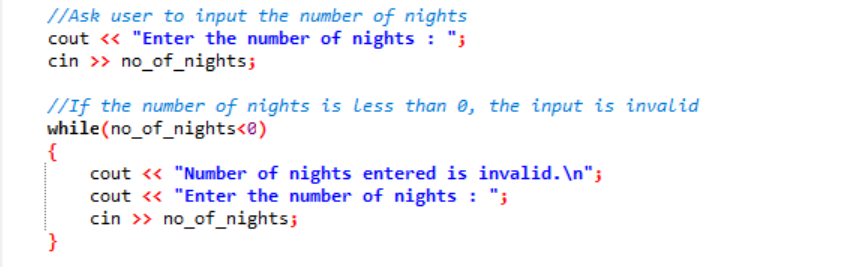 //Ask user to input the number of nights
cout << "Enter the number of nights : ";
cin >> no_of_nights;
//If the number of nights is less than 0, the input is invalid
while(no_of_nights<0)
{
cout << "Number of nights entered is invalid.\n";
cout << "Enter the number of nights : ";
cin >> no_of_nights;
}